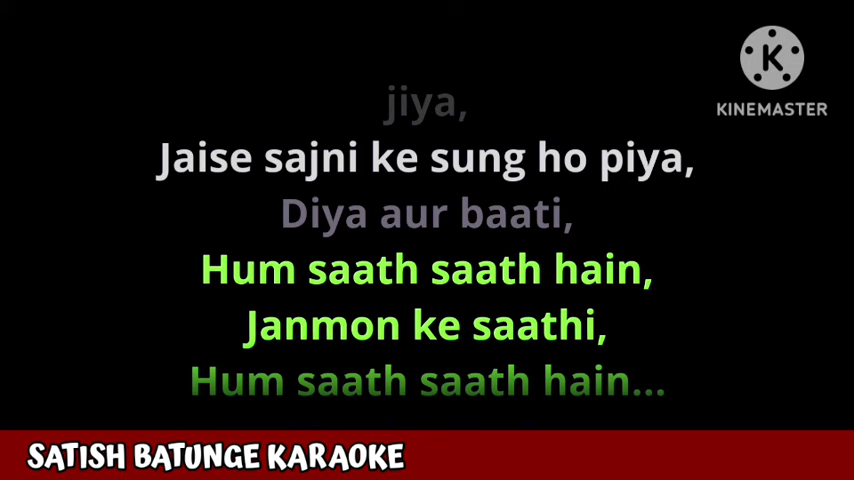 K
KINEMASTER
jiya,
Jaise sajni ke sung ho piya,
Diya aur baati,
Hum saath saath hain,
Janmon ke saathi,
Hum saath saath hain...
SATISH BATUNGE KARAOKE